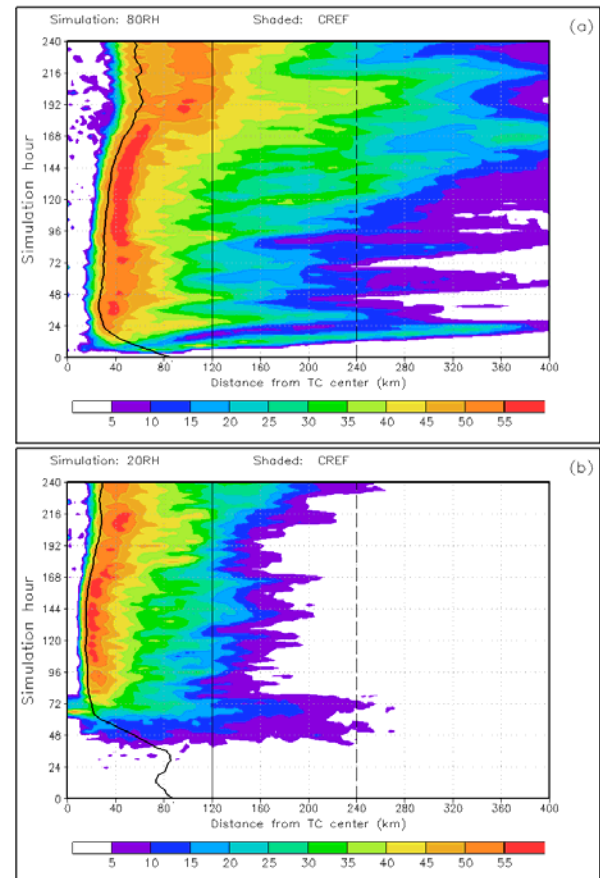 Simulation: 80RH Shaded: CREF (a)
240
216
192
168
144
120
96
72
48
24
0
Simulation hour
0 40 80 120 160 200 240 280 320 360 400
Distance from TC center (km)
5 10 15 20 25 30 35 40 45 50 55
Simulation: 20RH Shaded: CREF (b)
240
216
192
168
144
120
96
72
48
24
0
Simulation hour
0 40 80 120 160 200 240 280 320 360 400
Distance from TC center (km)
5 10 15 20 25 30 35 40 45 50 55